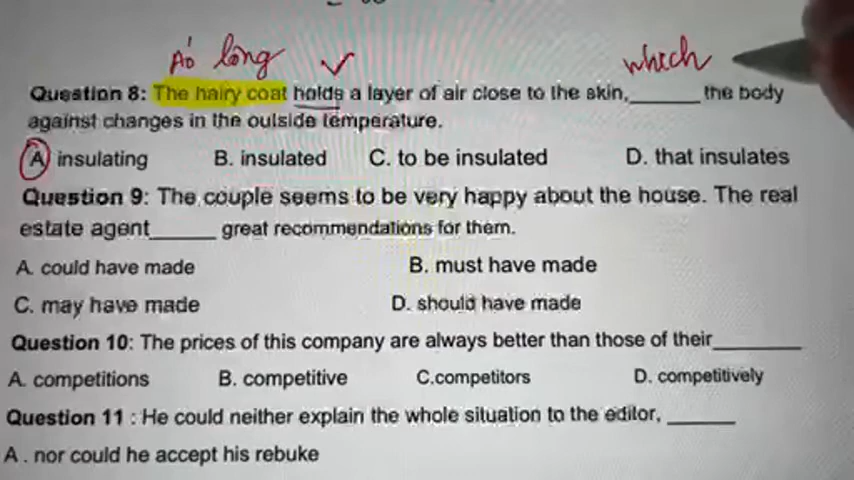 Áo lông
which
Question 8: The hairy coat holds a layer of air close to the skin,______ the body
against changes in the outside temperature.
A insulating B. insulated C. to be insulated D. that insulates
Question 9: The couple seems to be very happy about the house. The real
estate agent______ great recommendations for them.
A. could have made B. must have made
C. may have made D. should have made
Question 10: The prices of this company are always better than those of their________
A. competitions B. competitive C.competitors D. competitively
Question 11 : He could neither explain the whole situation to the editor, ______
A . nor could he accept his rebuke